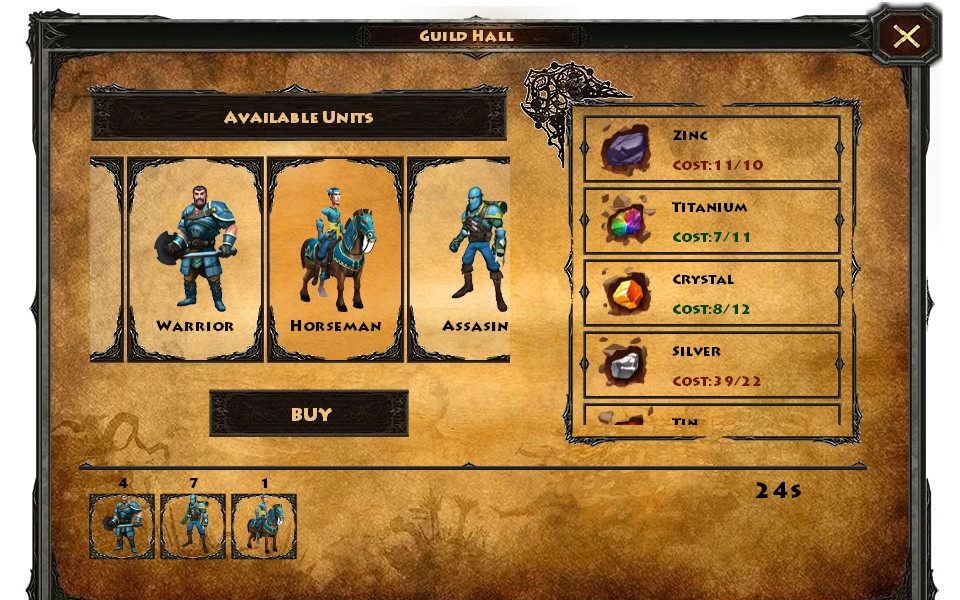 GUILD HALL
AVAILABLE UNITS
WARRIOR
HORSEMAN
ASSASIN
BUY
ZINC
COST:11/10
TITANIUM
COST:7/11
CRYSTAL
COST:8/12
SILVER
COST:39/22
TIN
4
7
1
24s